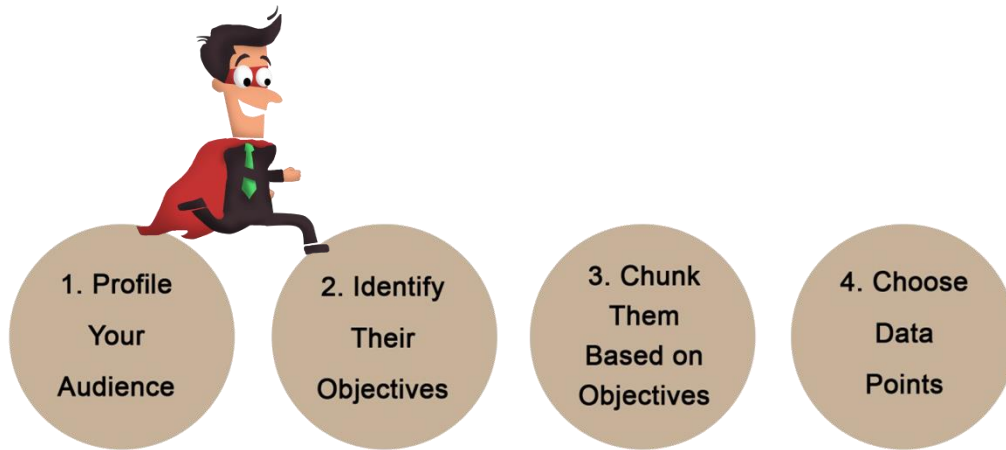 1. Profile
Your
Audience
2. Identify
Their
Objectives
3. Chunk
Them
Based on
Objectives
4. Choose
Data
Points